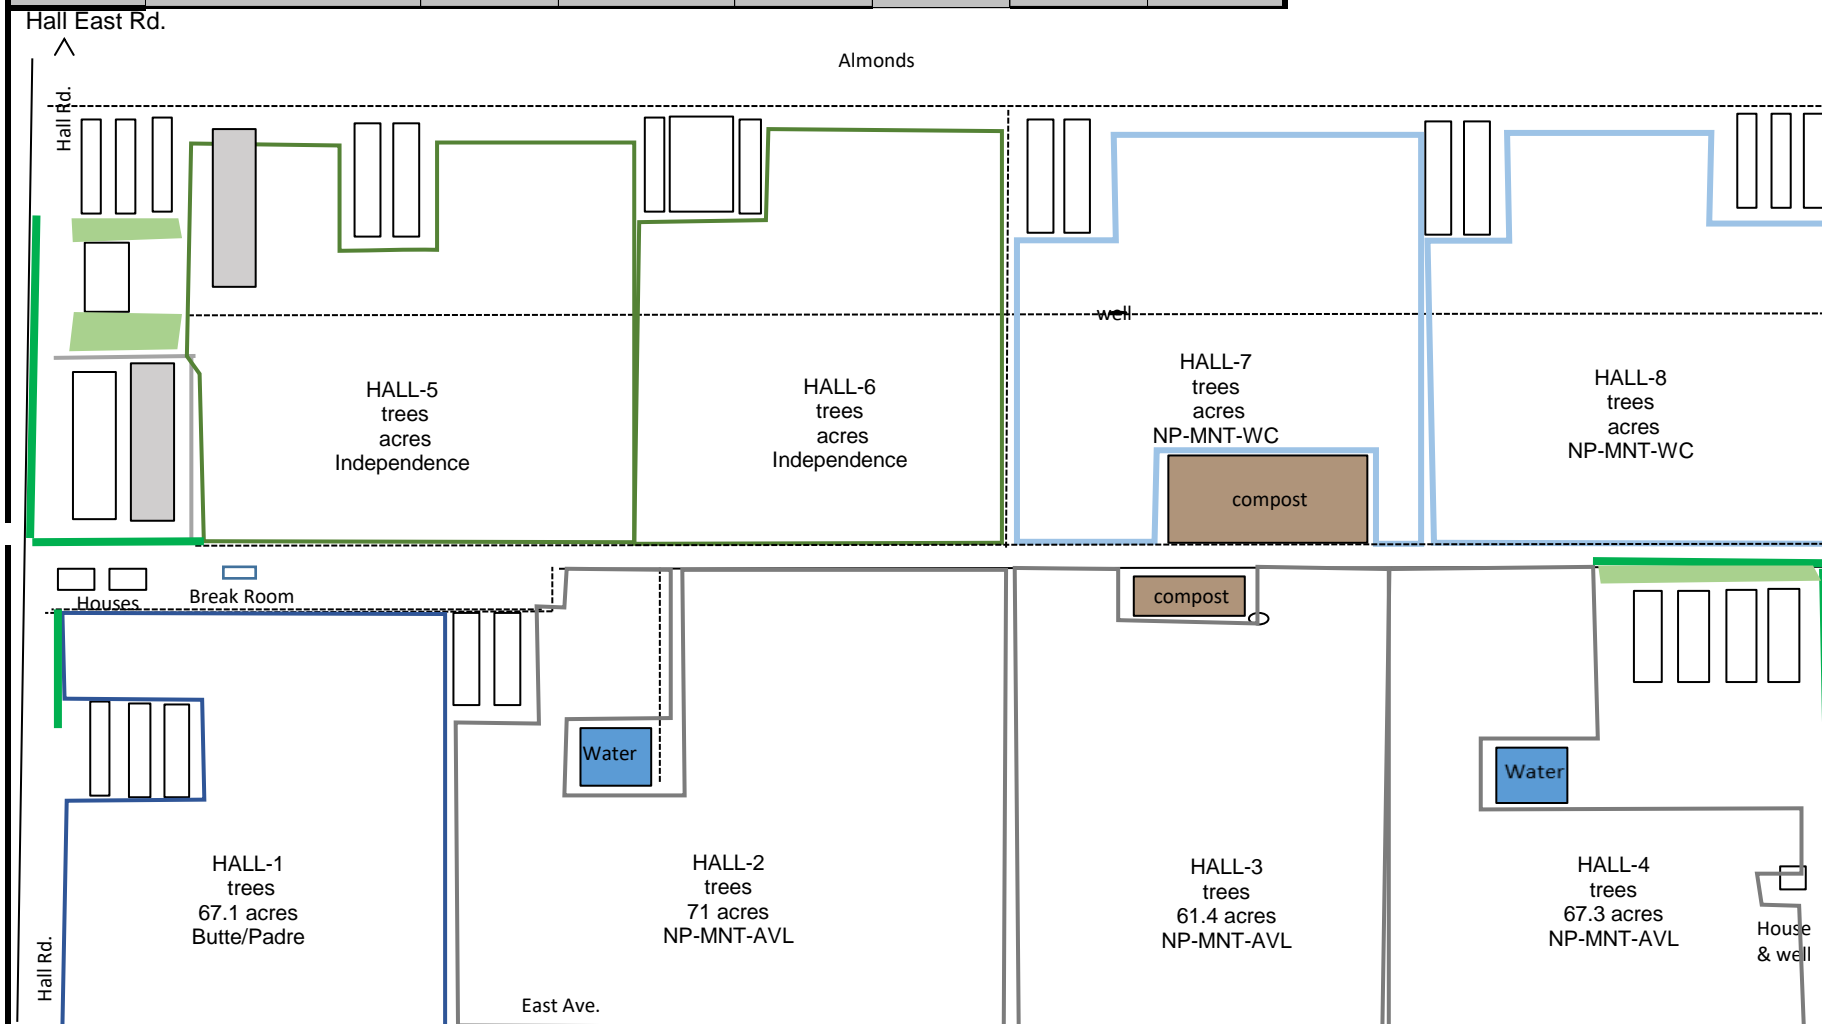 Hall East Rd.
Hall Rd.
Almonds
well
HALL-5
trees
acres
Independence
HALL-6
trees
acres
Independence
HALL-7
trees
acres
NP-MNT-WC
HALL-8
trees
acres
NP-MNT-WC
compost
Houses
Break Room
compost
Water
Water
HALL-1
trees
67.1 acres
Butte/Padre
HALL-2
trees
71 acres
NP-MNT-AVL
HALL-3
trees
61.4 acres
NP-MNT-AVL
HALL-4
trees
67.3 acres
NP-MNT-AVL
House
& well
Hall Rd.
East Ave.